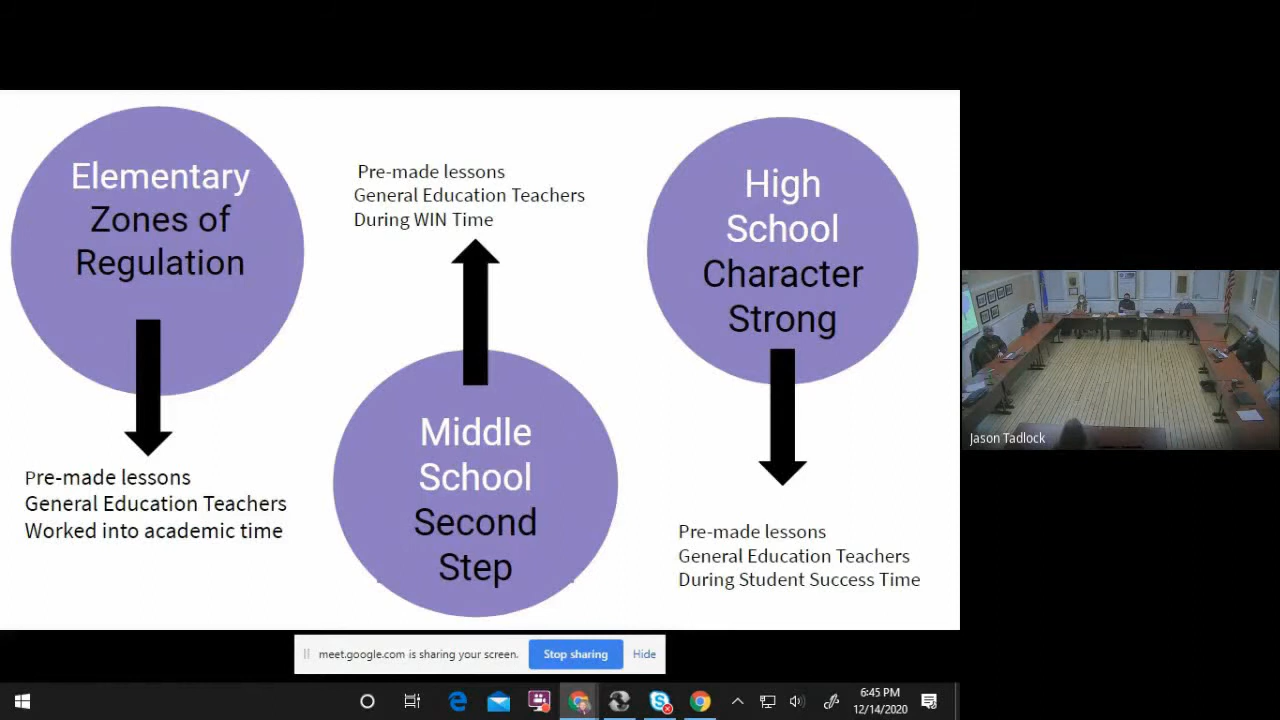 Elementary
Zones of
Regulation
Pre-made lessons
General Education Teachers
Worked into academic time
Pre-made lessons
General Education Teachers
During WIN Time
Middle
School
Second
Step
High
School
Character
Strong
Pre-made lessons
General Education Teachers
During Student Success Time
Jason Tadlock
meet.google.com is sharing your screen.
Stop sharing
Hide
6:45 PM
12/14/2020